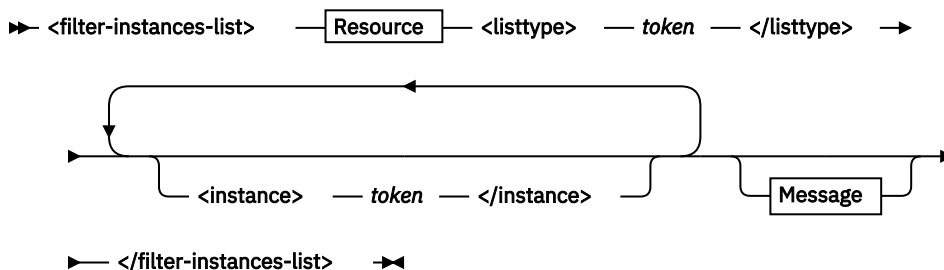 <filter-instances-list> Resource <listtype> token </listtype>
<instance> token </instance> Message
</filter-instances-list>